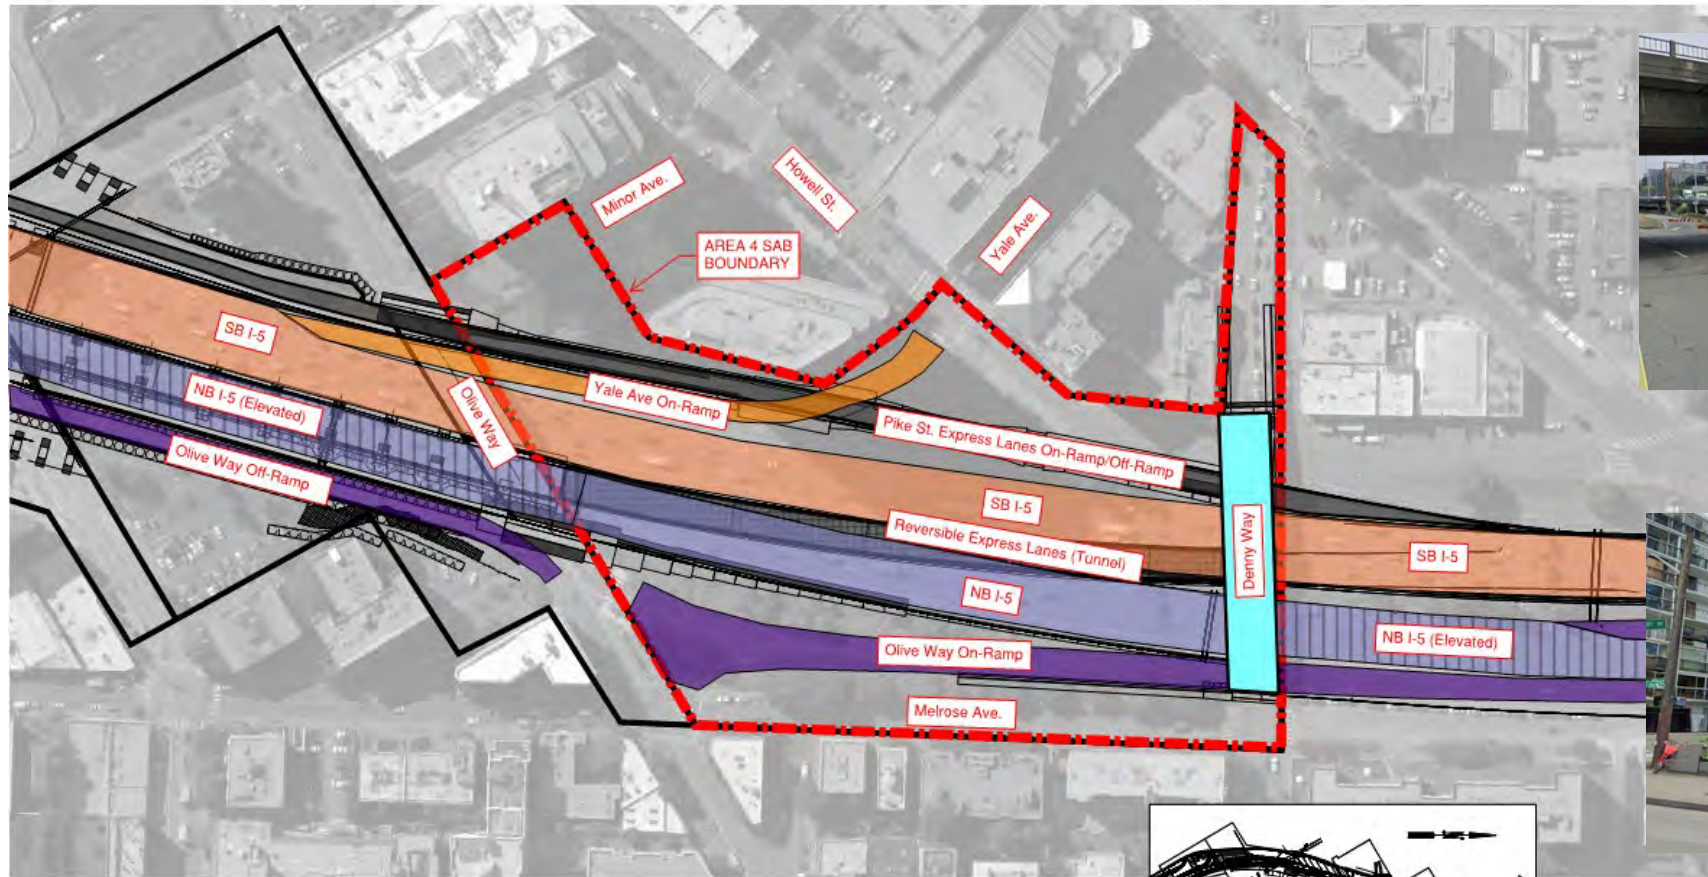 Minor Ave.
Howell St.
Yale Ave.
AREA 4 SAB
BOUNDARY
SB I-5
NB I-5 (Elevated)
Olive Way
Yale Ave On-Ramp
Pike St. Express Lanes On-Ramp/Off-Ramp
Olive Way Off-Ramp
SB I-5
Reversible Express Lanes (Tunnel)
Denny Way
SB I-5
NB I-5
NB I-5 (Elevated)
Olive Way On-Ramp
Melrose Ave.